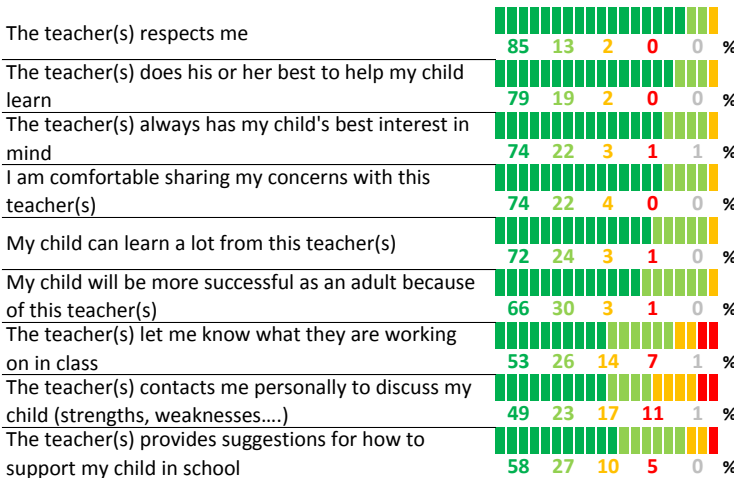 The teacher(s) respects me
85 13 2 0 0 %
The teacher(s) does his or her best to help my child
learn
79 19 2 0 0 %
The teacher(s) always has my child's best interest in
mind
74 22 3 1 1 %
I am comfortable sharing my concerns with this
teacher(s)
74 22 4 0 0 %
My child can learn a lot from this teacher(s)
72 24 3 1 0 %
My child will be more successful as an adult because
of this teacher(s)
66 30 3 1 0 %
The teacher(s) let me know what they are working
on in class
53 26 14 7 1 %
The teacher(s) contacts me personally to discuss my
child (strengths, weaknesses....)
49 23 17 11 1 %
The teacher(s) provides suggestions for how to
support my child in school
58 27 10 5 0 %